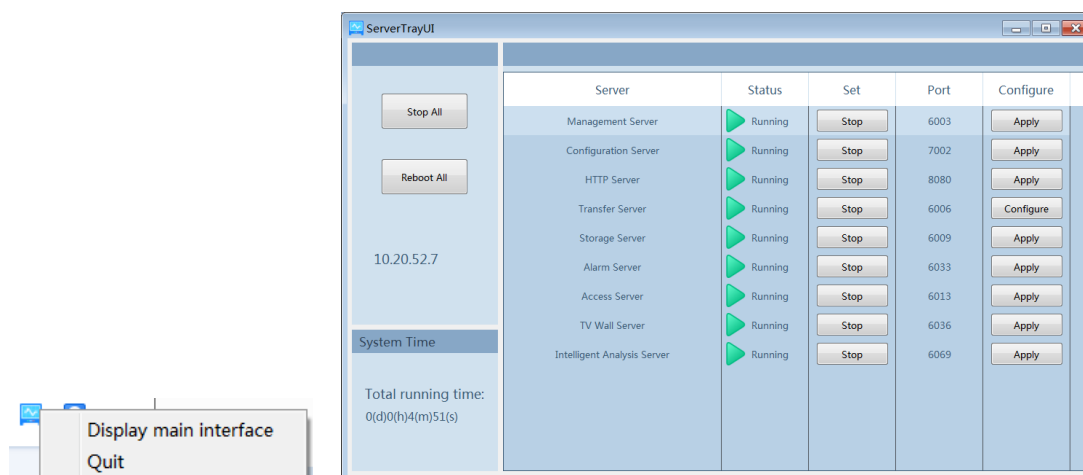 ServerTrayUI
Stop All
Reboot All
10.20.52.7
System Time
Total running time:
0(d)0(h)4(m)51(s)
Server Status Set Port Configure
Management Server Running Stop 6003 Apply
Configuration Server Running Stop 7002 Apply
HTTP Server Running Stop 8080 Apply
Transfer Server Running Stop 6006 Configure
Storage Server Running Stop 6009 Apply
Alarm Server Running Stop 6033 Apply
Access Server Running Stop 6013 Apply
TV Wall Server Running Stop 6036 Apply
Intelligent Analysis Server Running Stop 6069 Apply
Display main interface
Quit